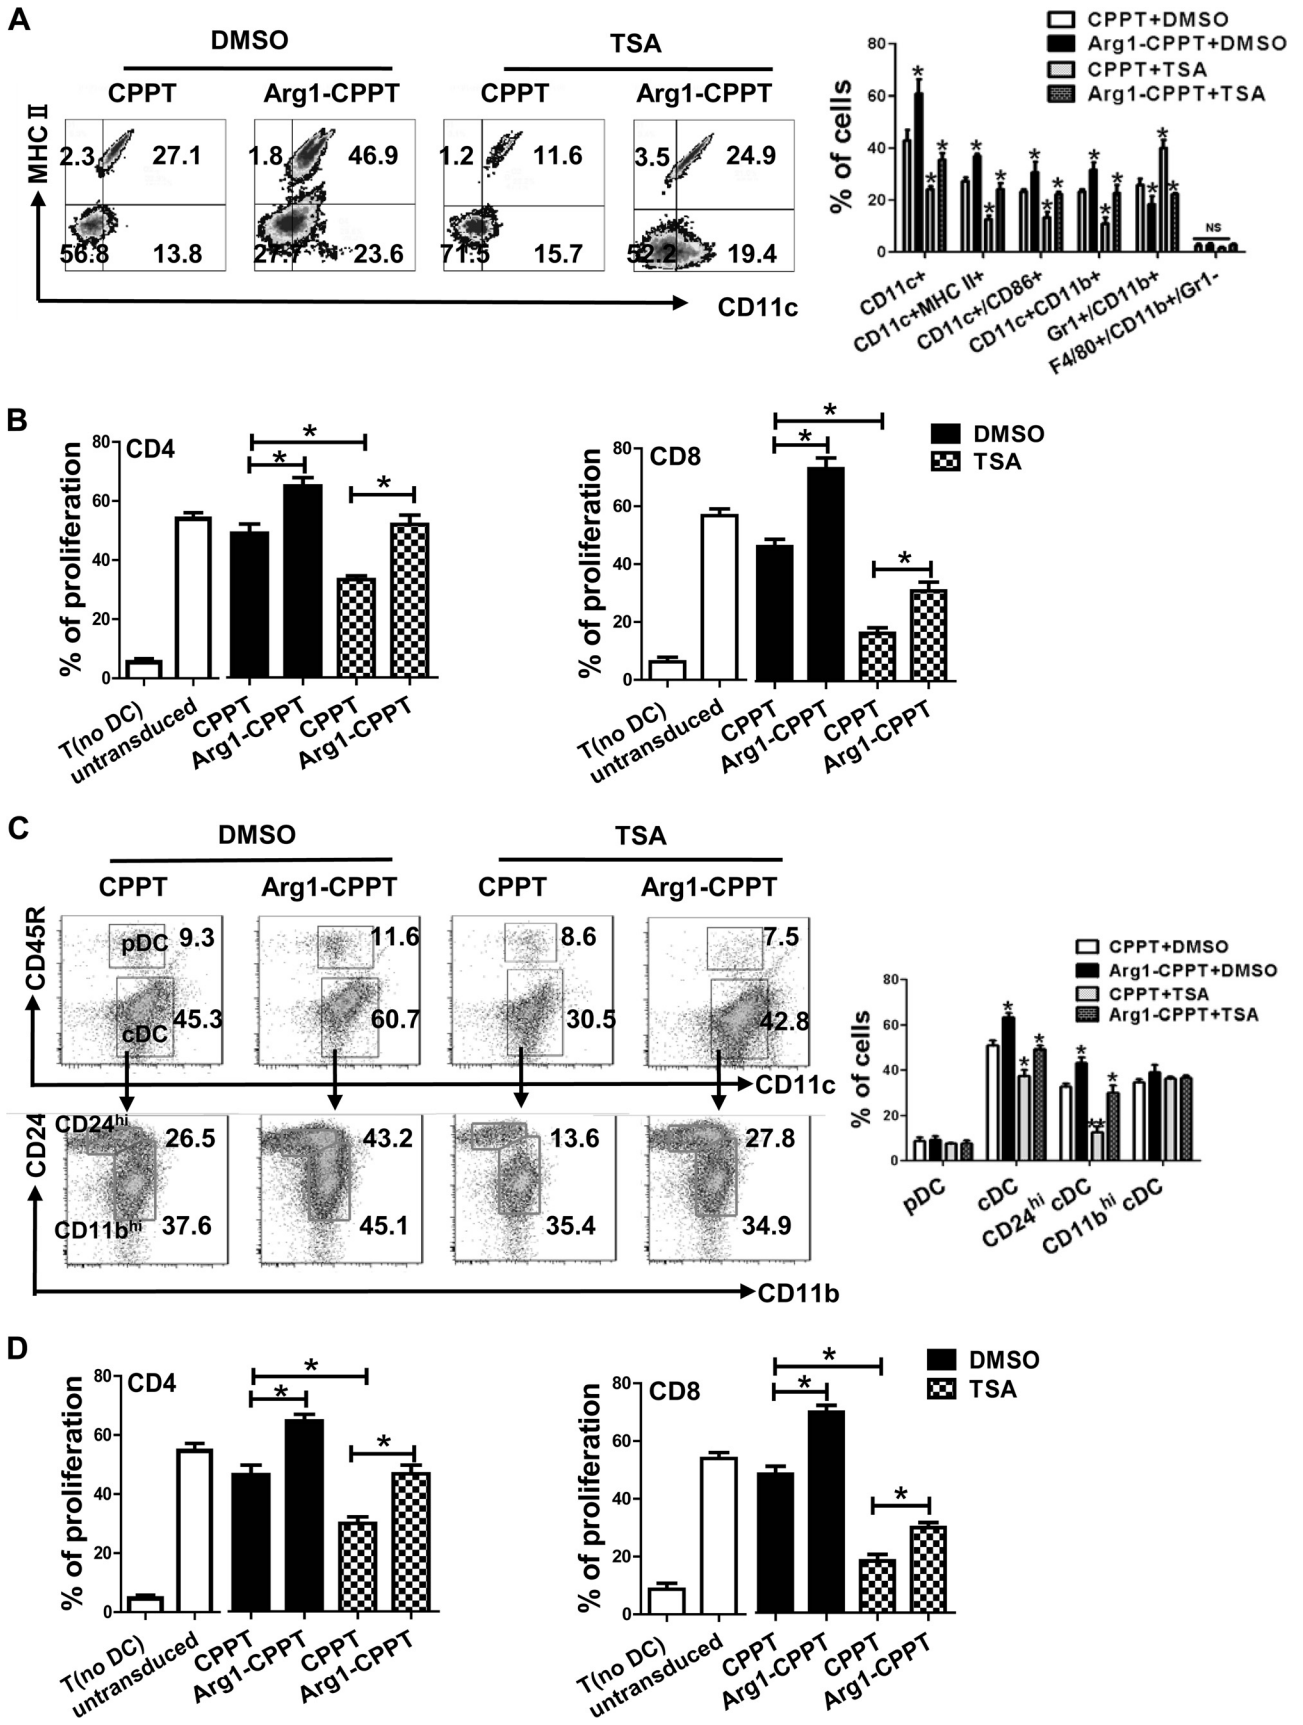 A
DMSO
TSA
CPPT
Arg1-CPPT
CPPT
Arg1-CPPT
MHC II
2.3
27.1
1.8
46.9
1.2
11.6
3.5
24.9
56.8
13.8
23.6
71.5
15.7
52.2
19.4
CD11c
CPPT+DMSO
Arg1-CPPT+DMSO
CPPT+TSA
Arg1-CPPT+TSA
% of cells
80
60
40
20
0
* * * * * * * * * * * * * * *
NS
CD11c+
CD11c+MHC II+
CD11c+/CD86+
CD11c+CD11b+
Gr1+/CD11b+
F4/80+/CD11b+/Gr1-
B
CD4
% of proliferation
80
60
40
20
0
*
*
*
T(no DC)
untransduced
CPPT
Arg1-CPPT
CPPT
Arg1-CPPT
CD8
% of proliferation
80
60
40
20
0
*
*
*
T(no DC)
untransduced
CPPT
Arg1-CPPT
CPPT
Arg1-CPPT
DMSO
TSA
C
DMSO
TSA
CPPT
Arg1-CPPT
CPPT
Arg1-CPPT
CD45R
pDC 9.3
11.6
8.6
7.5
cDC 45.3
60.7
30.5
42.8
CD11c
CD24
CD24hi
26.5
43.2
13.6
27.8
CD11bhi
37.6
45.1
35.4
34.9
CD11b
CPPT+DMSO
Arg1-CPPT+DMSO
CPPT+TSA
Arg1-CPPT+TSA
% of cells
80
60
40
20
0
* * * * ** *
pDC
cDC
CD24hi cDC
CD11bhi cDC
D
CD4
% of proliferation
80
60
40
20
0
*
*
*
T(no DC)
untransduced
CPPT
Arg1-CPPT
CPPT
Arg1-CPPT
CD8
% of proliferation
80
60
40
20
0
*
*
*
T(no DC)
untransduced
CPPT
Arg1-CPPT
CPPT
Arg1-CPPT
DMSO
TSA